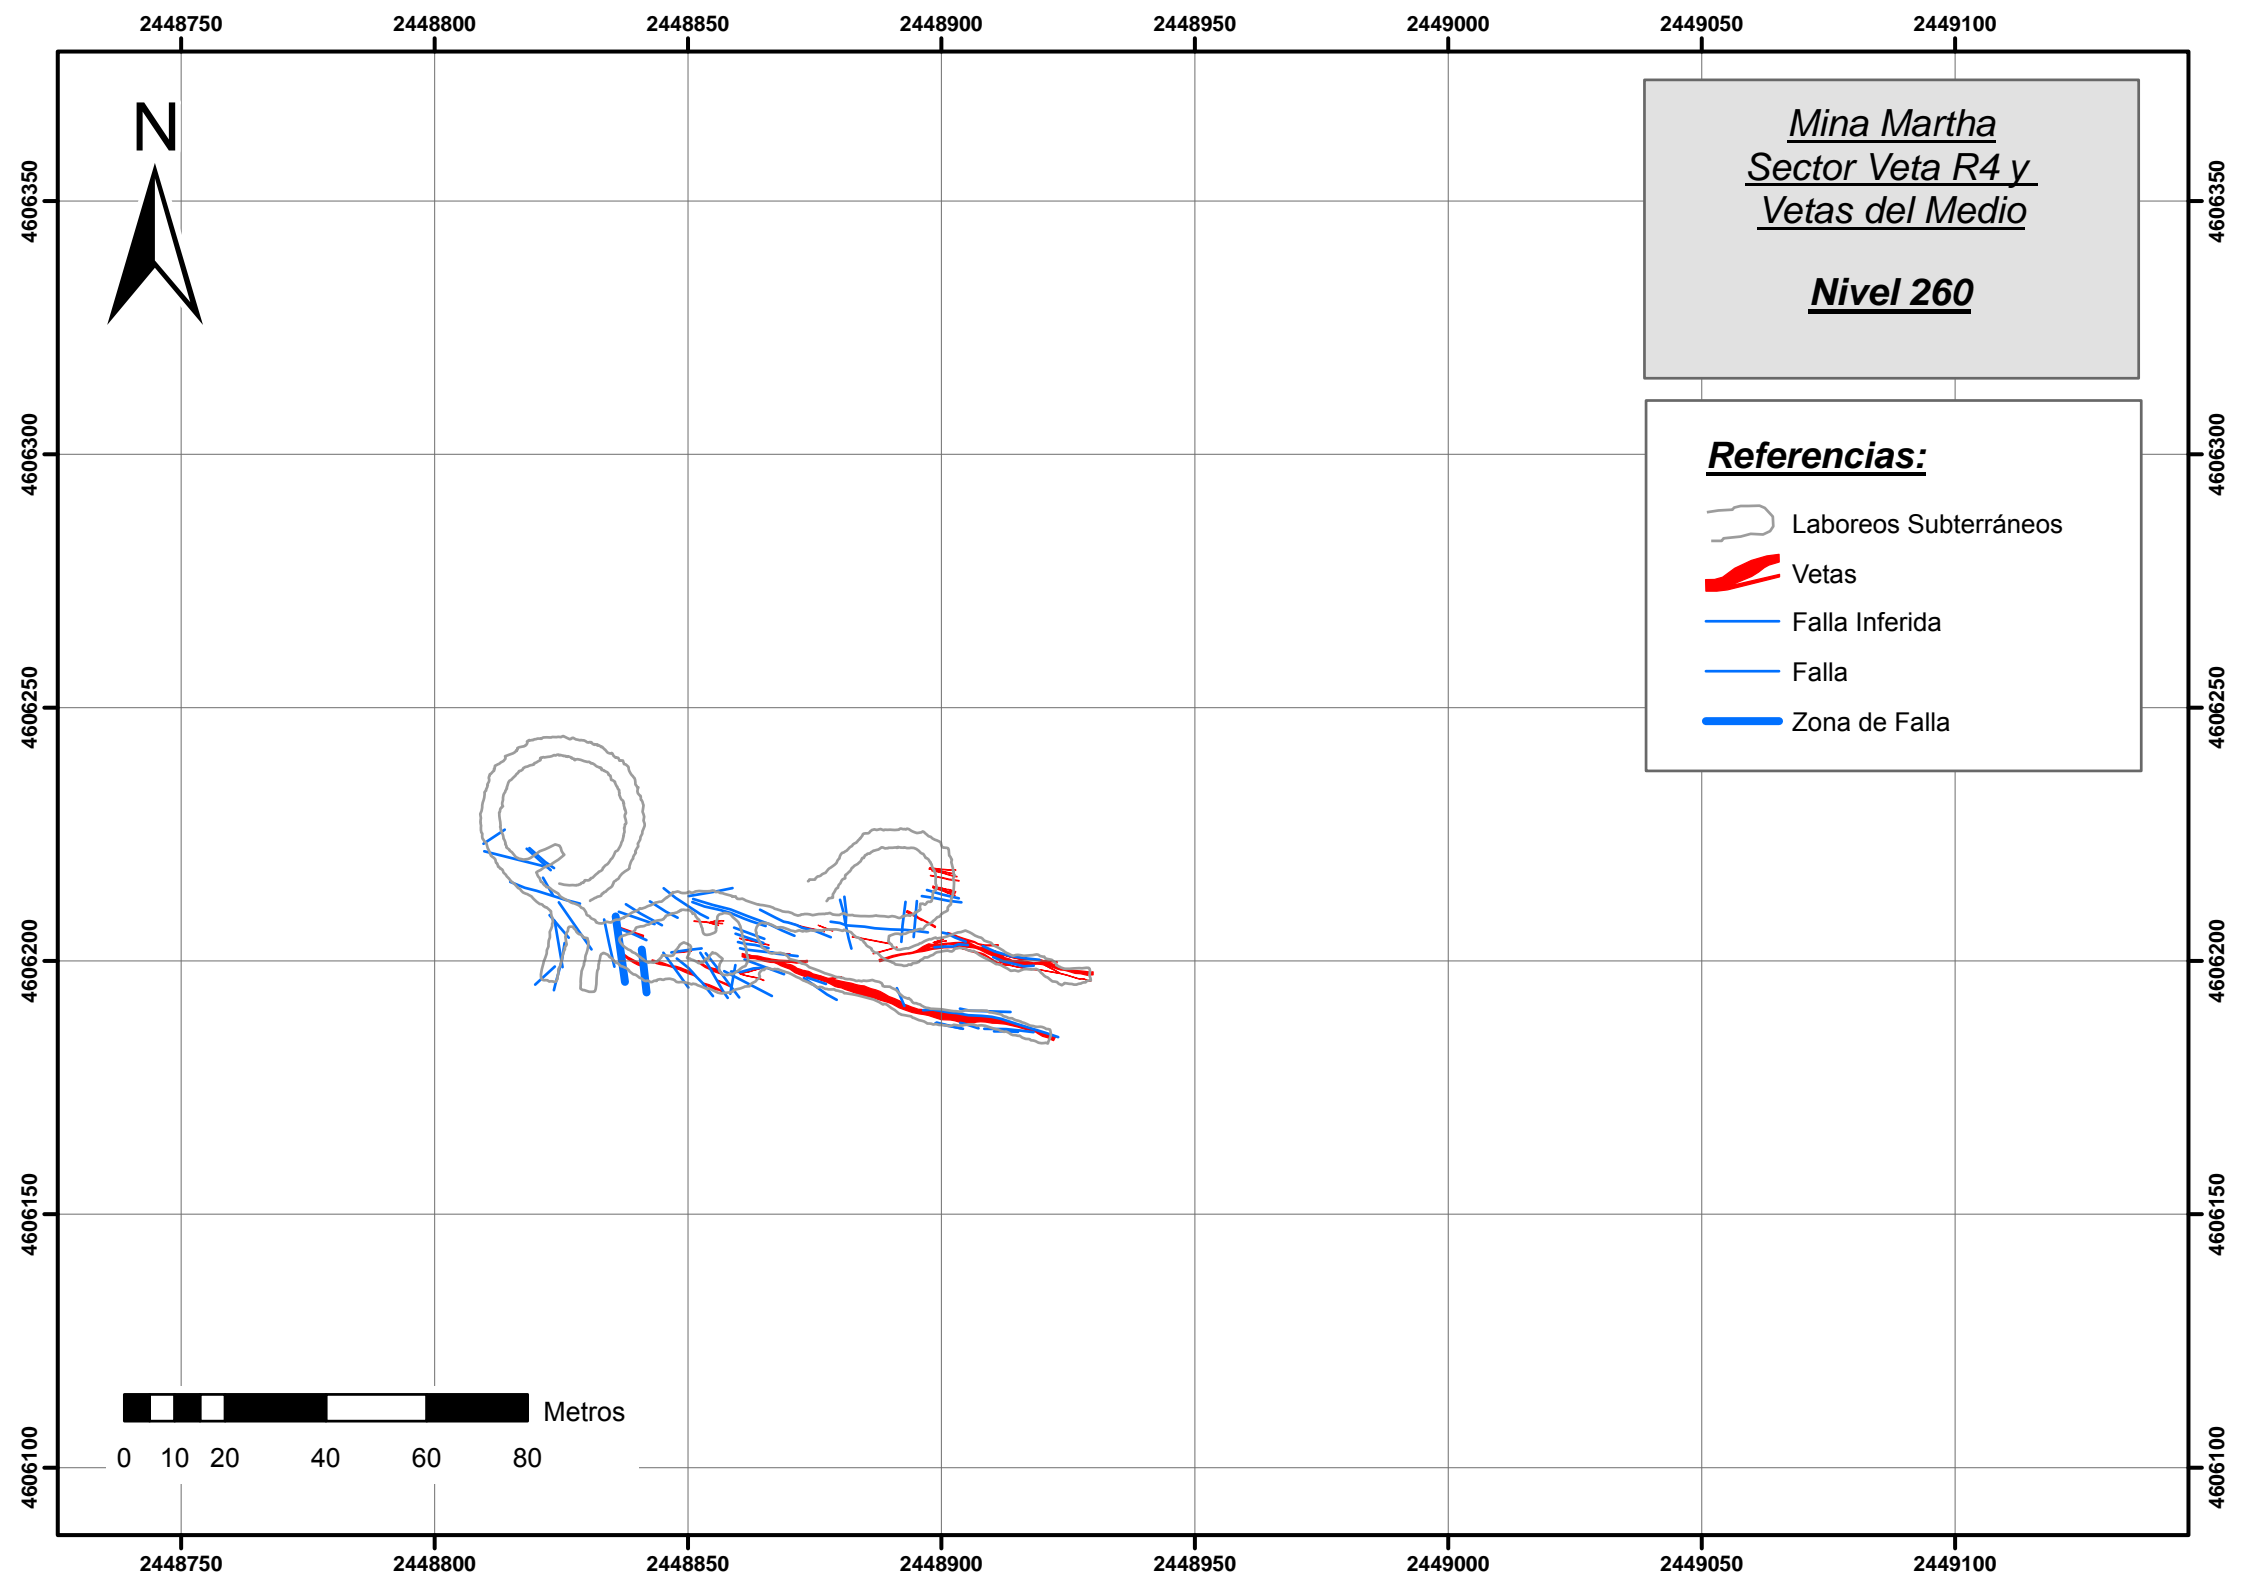 2448750 2448800 2448850 2448900 2448950 2449000 2449050 2449100
N
Mina Martha
Sector Veta R4 y
Vetas del Medio
Nivel 260
4606350 4606350
Referencias:
4606300 4606300
Laboreos Subterráneos
Vetas
Falla Inferida
Falla
Zona de Falla
4606250 4606250
4606200 4606200
4606150 4606150
Metros
0 10 20 40 60 80
4606100 4606100
2448750 2448800 2448850 2448900 2448950 2449000 2449050 2449100